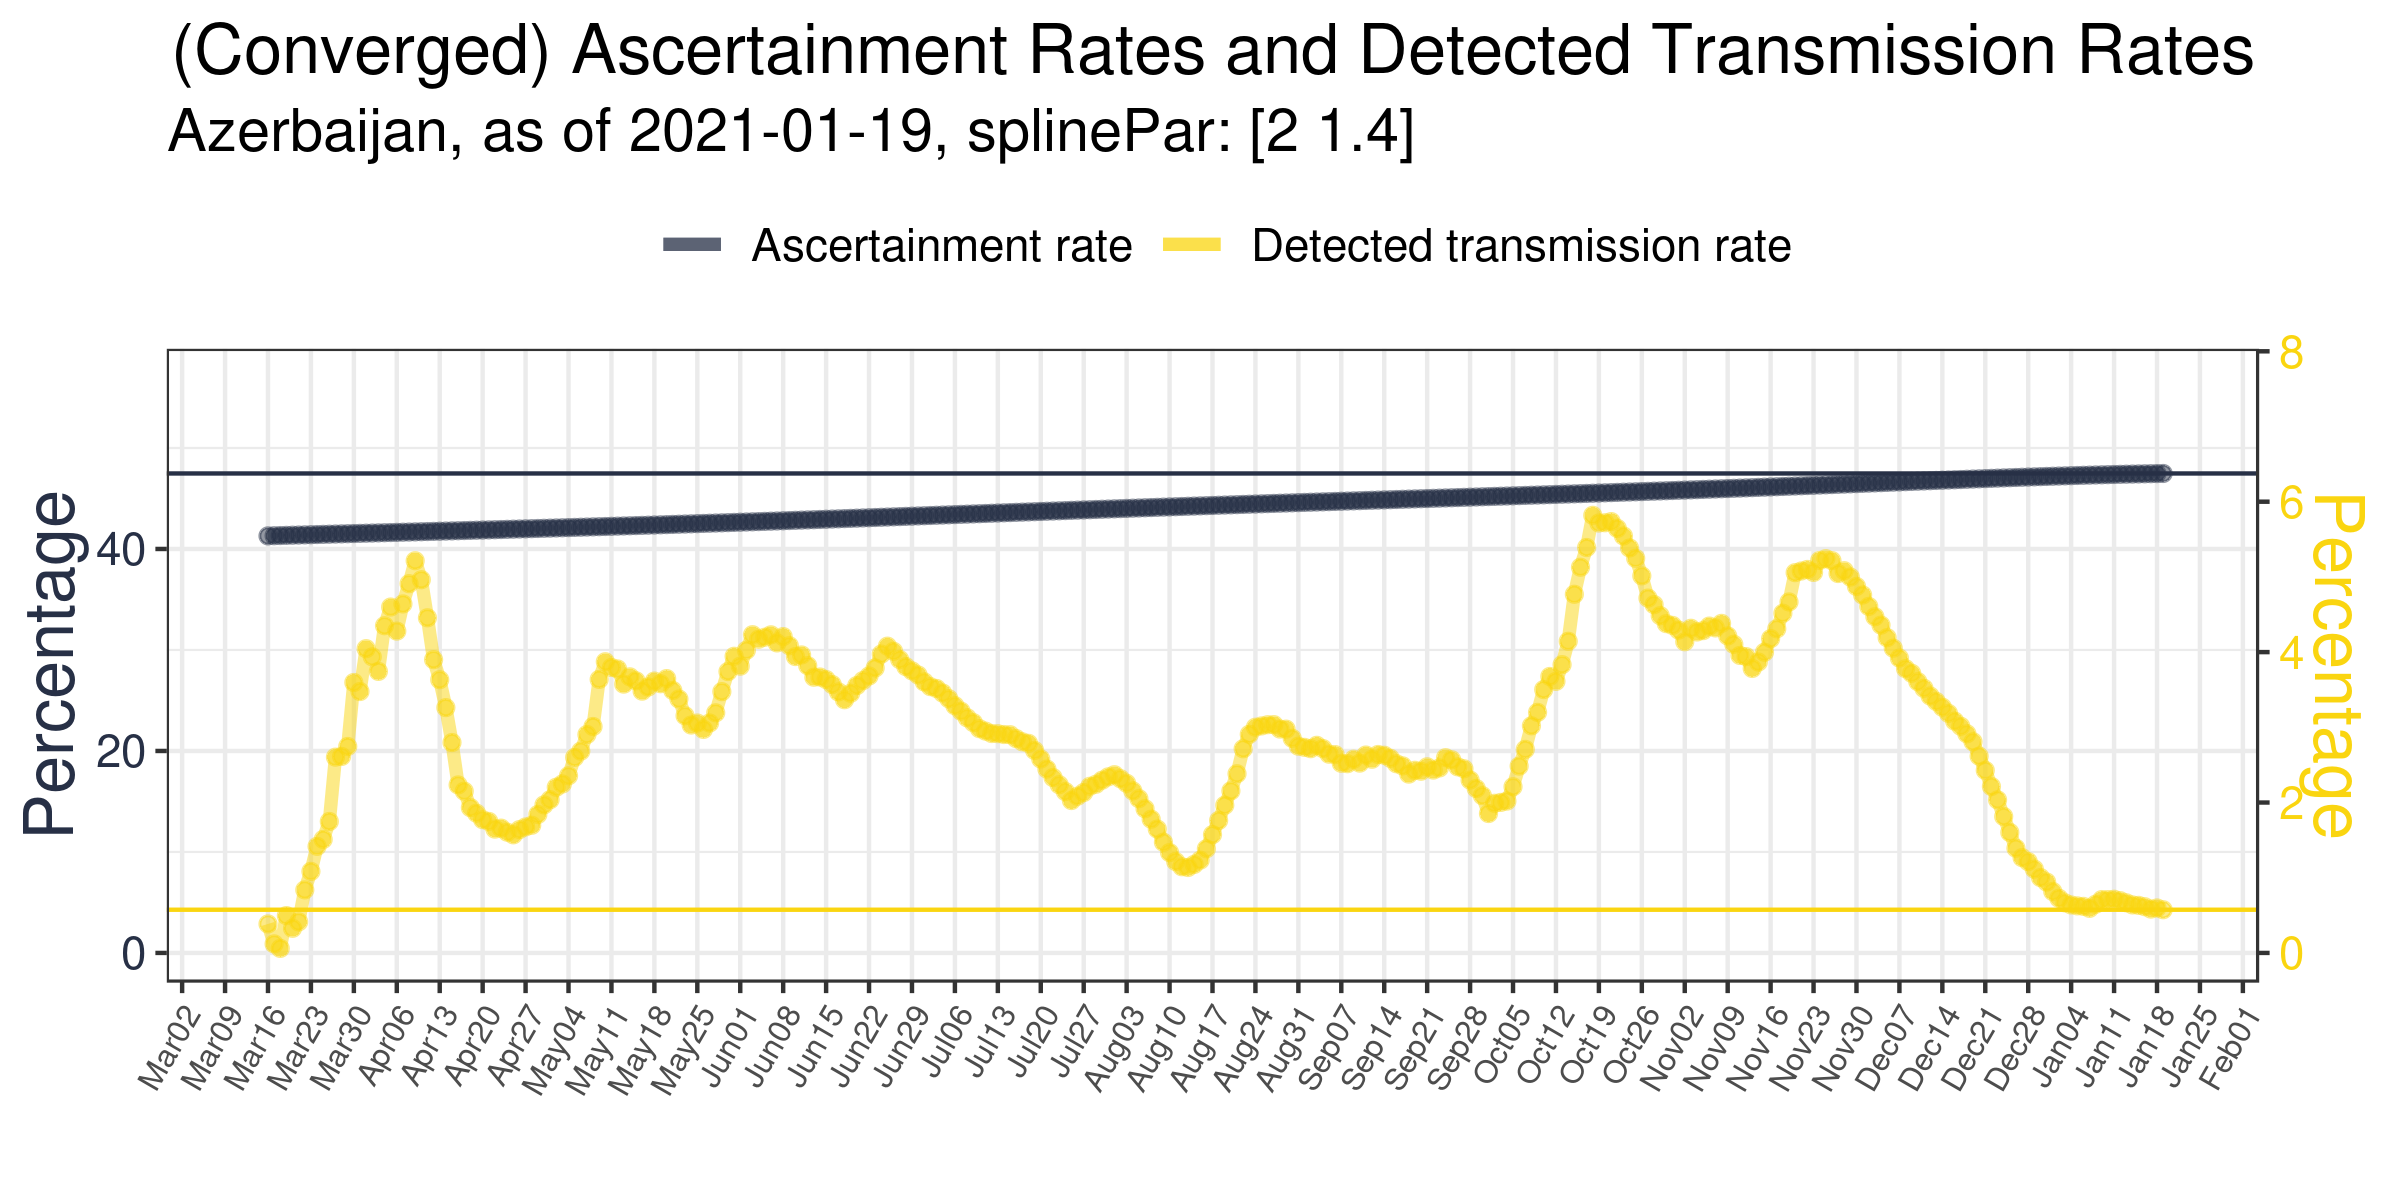 (Converged) Ascertainment Rates and Detected Transmission Rates
Azerbaijan, as of 2021-01-19, splinePar: [2 1.4]
Ascertainment rate
Detected transmission rate
Percentage
40
20
0
8
6
4
2
0
Percentage
Mar02
Mar09
Mar16
Mar23
Mar30
Apr06
Apr13
Apr20
Apr27
May04
May11
May18
May25
Jun01
Jun08
Jun15
Jun22
Jun29
Jul06
Jul13
Jul20
Jul27
Aug03
Aug10
Aug17
Aug24
Aug31
Sep07
Sep14
Sep21
Sep28
Oct05
Oct12
Oct19
Oct26
Nov02
Nov09
Nov16
Nov23
Nov30
Dec07
Dec14
Dec21
Dec28
Jan04
Jan11
Jan18
Jan25
Feb01